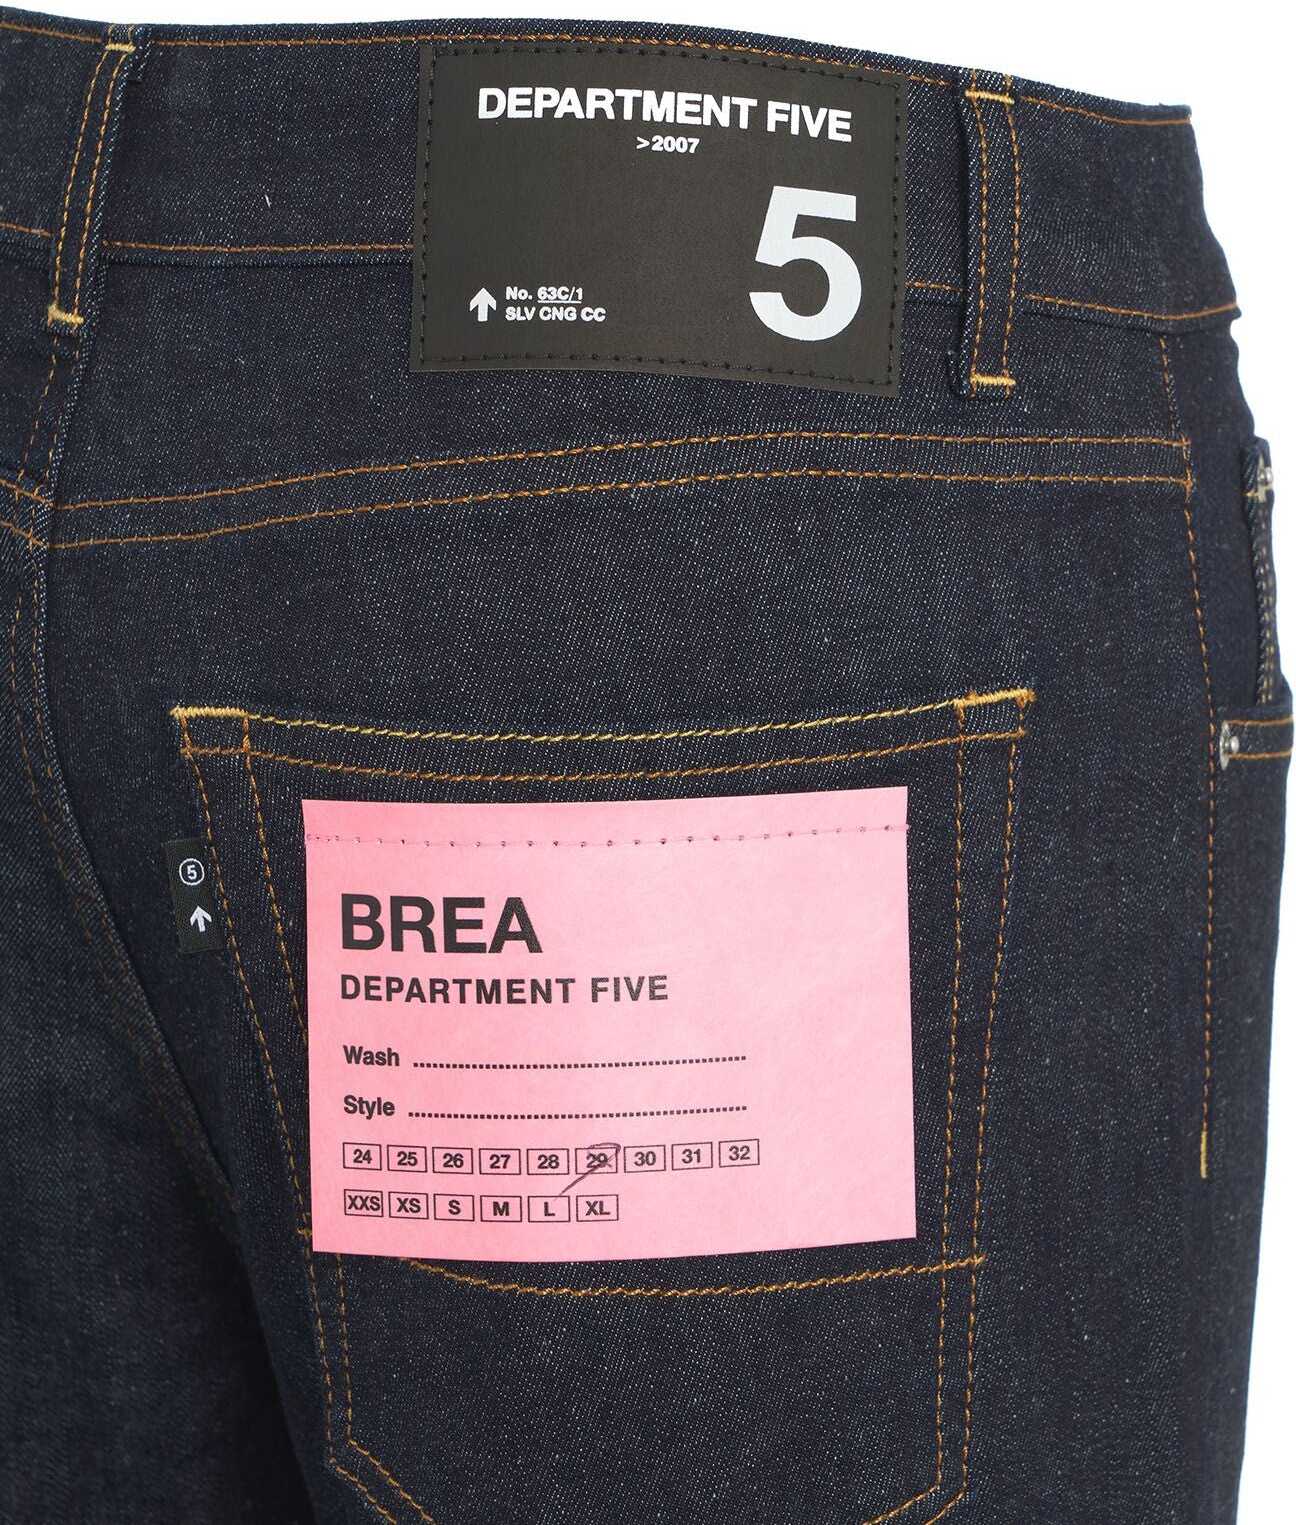 DEPARTMENT FIVE
>2007
5
No. 63C/1
SLV CNG CC
5
BREA
DEPARTMENT FIVE
Wash
Style
24 25 26 27 28 29 30 31 32
XXS XS S M L XL